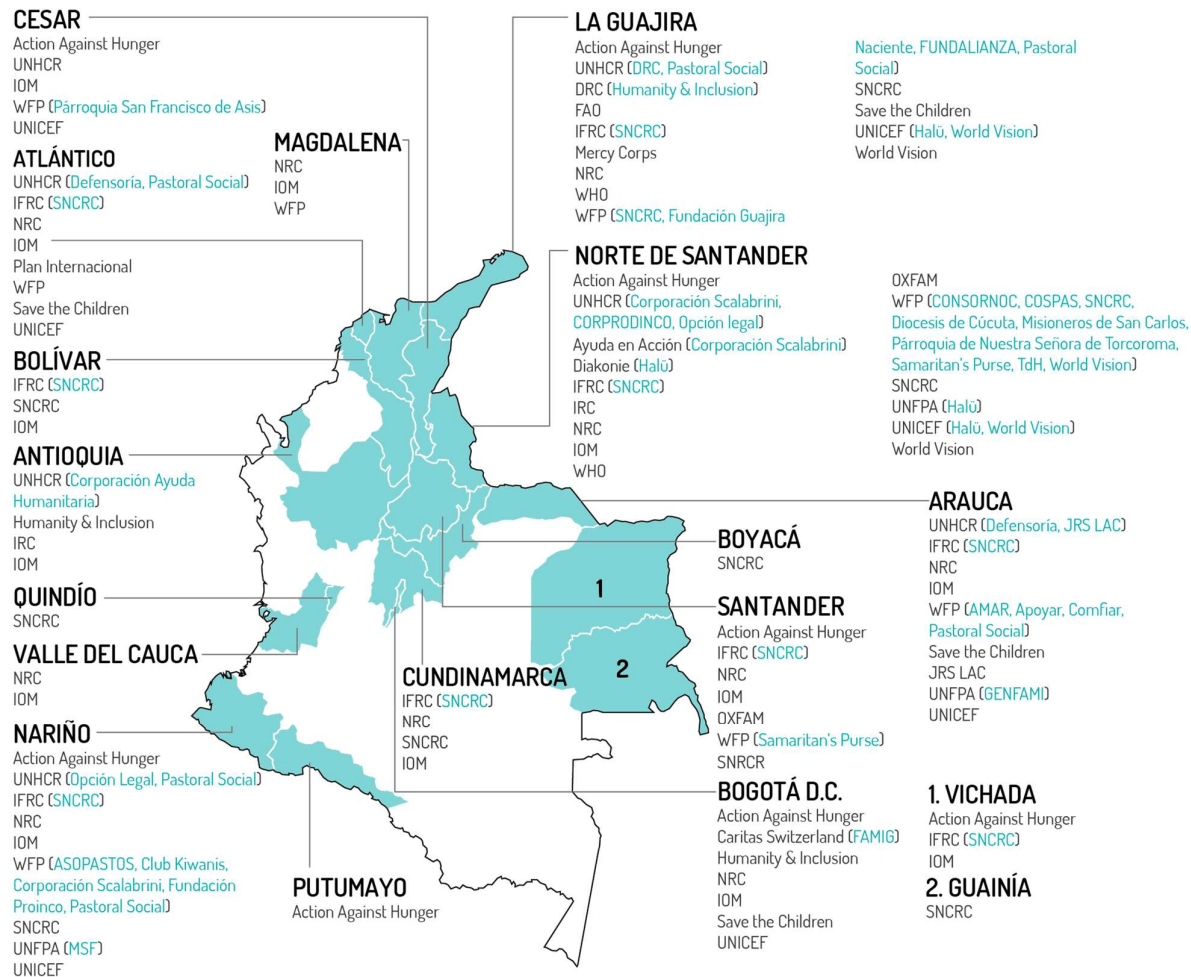 CESAR
Action Against Hunger
UNHCR
IOM
WFP (Párroquia San Francisco de Asis)
UNICEF
ATLÁNTICO
UNHCR (Defensoría, Pastoral Social)
IFRC (SNCRC)
NRC
IOM
Plan Internacional
WFP
Save the Children
UNICEF
MAGDALENA
NRC
IOM
WFP
BOLÍVAR
IFRC (SNCRC)
SNCRC
IOM
ANTIOQUIA
UNHCR (Corporación Ayuda
Humanitaria)
Humanity & Inclusion
IRC
IOM
QUINDÍO
SNCRC
VALLE DEL CAUCA
NRC
IOM
NARIÑO
Action Against Hunger
UNHCR (Opción Legal, Pastoral Social)
IFRC (SNCRC)
NRC
IOM
WFP (ASOPASTOS, Club Kiwanis,
Corporación Scalabrini, Fundación
Proinco, Pastoral Social)
SNCRC
UNFPA (MSF)
UNICEF
PUTUMAYO
Action Against Hunger
CUNDINAMARCA
IFRC (SNCRC)
NRC
SNCRC
IOM
LA GUAJIRA
Action Against Hunger
UNHCR (DRC, Pastoral Social)
DRC (Humanity & Inclusion)
FAO
IFRC (SNCRC)
Mercy Corps
NRC
WHO
WFP (SNCRC, Fundación Guajira
Naciente, FUNDALIANZA, Pastoral
Social)
SNCRC
Save the Children
UNICEF (Halü, World Vision)
World Vision
NORTE DE SANTANDER
Action Against Hunger
UNHCR (Corporación Scalabrini,
CORPRODINCO, Opción legal)
Ayuda en Acción (Corporación Scalabrini)
Diakonie (Halü)
IFRC (SNCRC)
IRC
NRC
IOM
WHO
OXFAM
WFP (CONSORNOC, COSPAS, SNCRC,
Diocesis de Cúcuta, Misioneros de San Carlos,
Párroquia de Nuestra Señora de Torcoroma,
Samaritan's Purse, TdH, World Vision)
SNCRC
UNFPA (Halü)
UNICEF (Halü, World Vision)
World Vision
ARAUCA
UNHCR (Defensoría, JRS LAC)
IFRC (SNCRC)
NRC
IOM
WFP (AMAR, Apoyar, Comfiar,
Pastoral Social)
Save the Children
JRS LAC
UNFPA (GENFAMI)
UNICEF
BOYACÁ
SNCRC
SANTANDER
Action Against Hunger
IFRC (SNCRC)
NRC
IOM
OXFAM
WFP (Samaritan's Purse)
SNRCR
BOGOTÁ D.C.
Action Against Hunger
Caritas Switzerland (FAMIG)
Humanity & Inclusion
NRC
IOM
Save the Children
UNICEF
1
2
1. VICHADA
Action Against Hunger
IFRC (SNCRC)
IOM
2. GUAINÍA
SNCRC